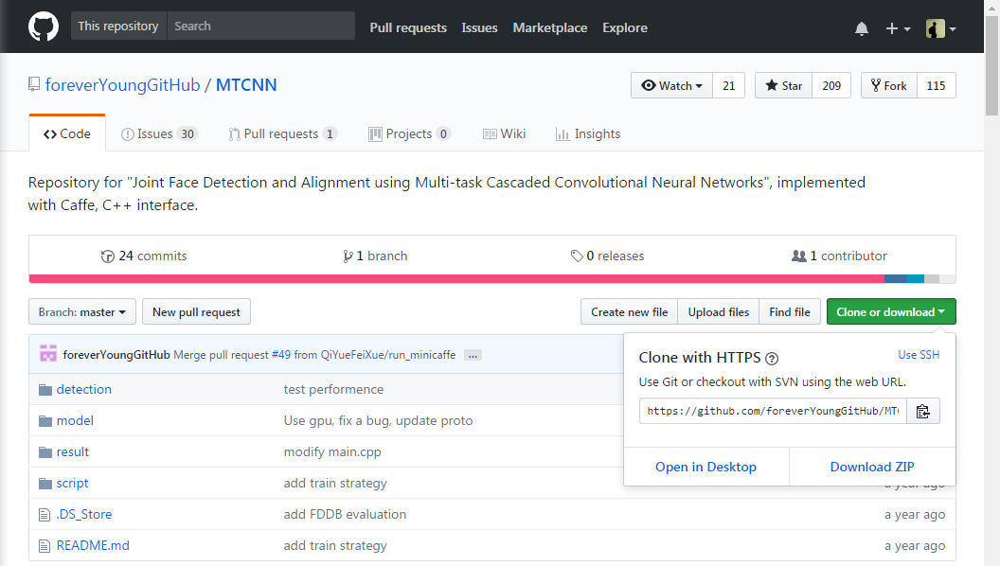 This repository Search Pull requests Issues Marketplace Explore
foreverYoungGitHub / MTCNN Watch 21 Star 209 Fork 115
Code Issues 30 Pull requests 1 Projects 0 Wiki Insights
Repository for "Joint Face Detection and Alignment using Multi-task Cascaded Convolutional Neural Networks", implemented
with Caffe, C++ interface.
24 commits 1 branch 0 releases 1 contributor
Branch: master New pull request Create new file Upload files Find file Clone or download
foreverYoungGitHub Merge pull request #49 from QiYueFeiXue/run_minicaffe ...
Clone with HTTPS ? Use SSH
Use Git or checkout with SVN using the web URL.
https://github.com/foreverYoungGitHub/MT
Open in Desktop Download ZIP
detection test performence
model Use gpu, fix a bug, update proto
result modify main.cpp
script add train strategy a year ago
.DS_Store add FDDB evaluation a year ago
README.md add train strategy a year ago